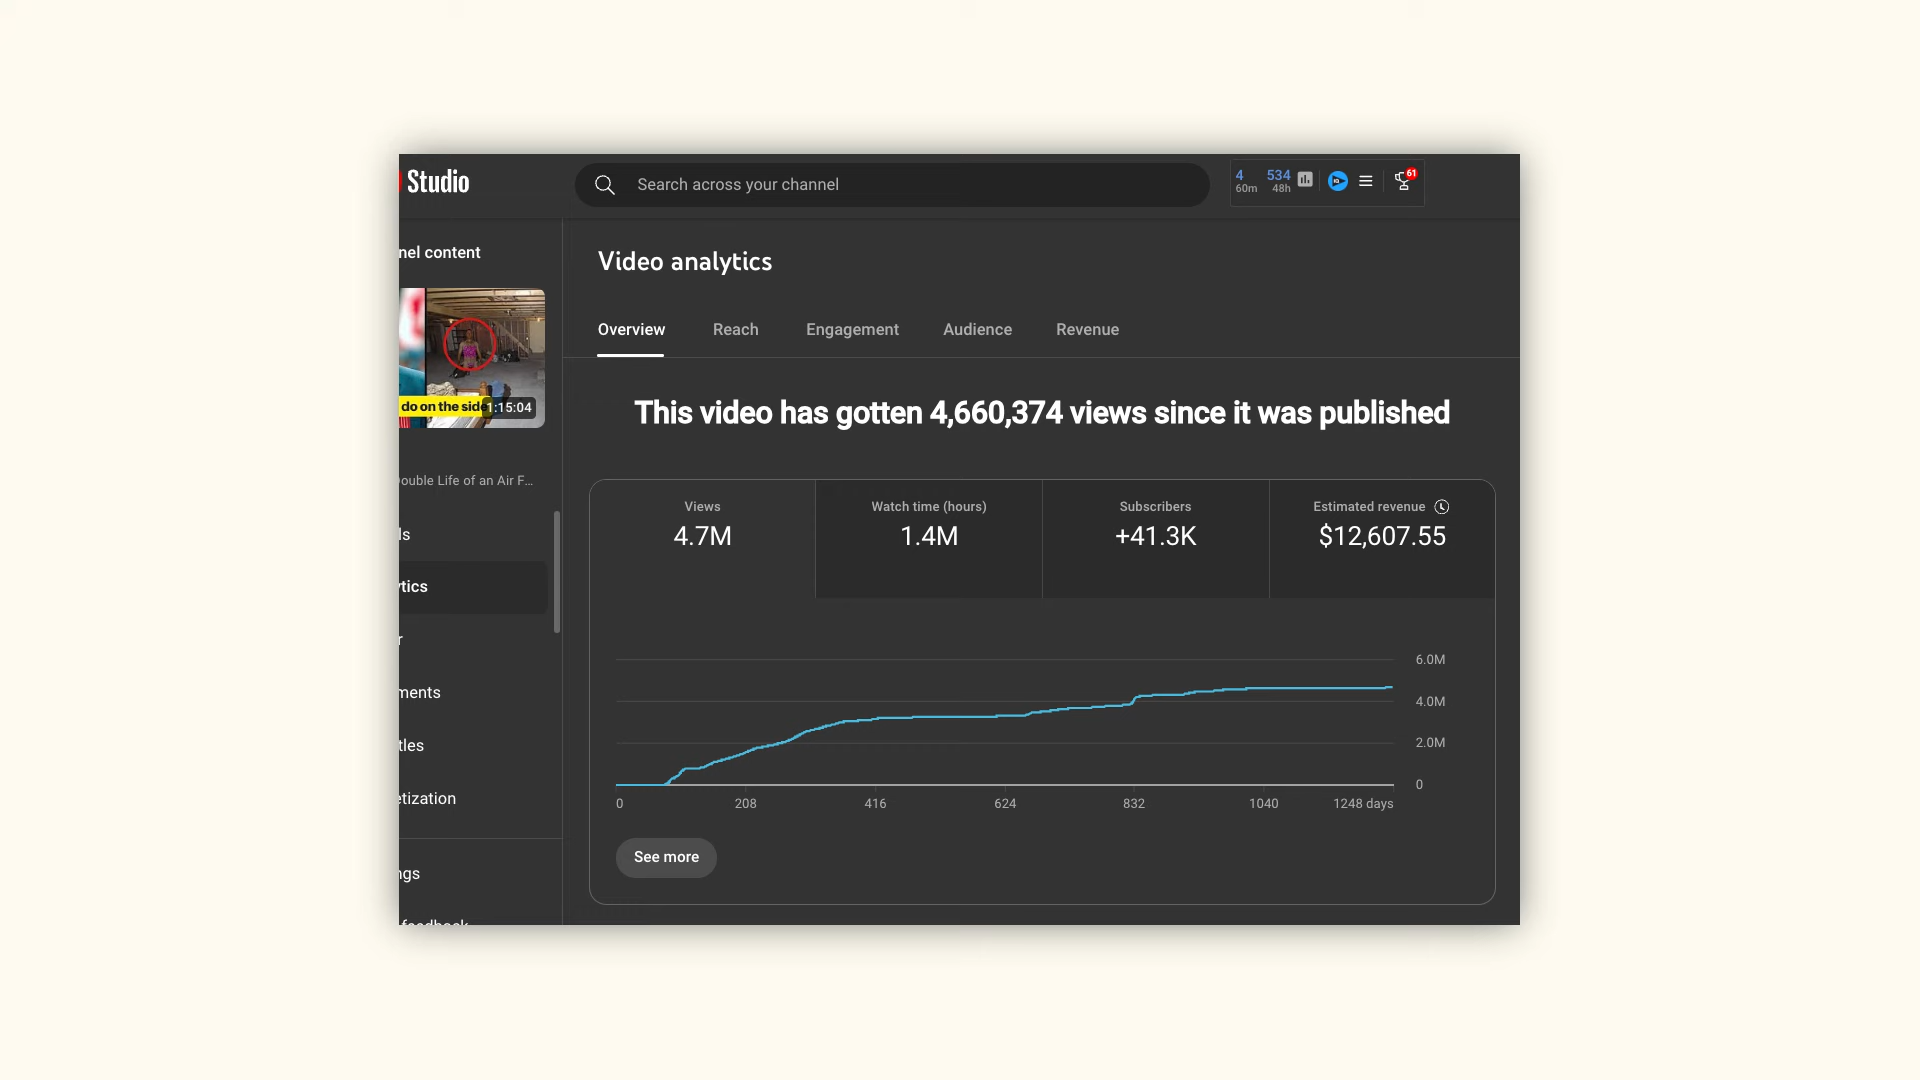 Studio
Search across your channel
4
60m
534
48h
61
nel content
do on the side
1:15:04
ouble Life of an Air F...
ls
tics
r
ments
tles
etization
ngs
feedback
Video analytics
Overview
Reach
Engagement
Audience
Revenue
This video has gotten 4,660,374 views since it was published
Views
4.7M
Watch time (hours)
1.4M
Subscribers
+41.3K
Estimated revenue
$12,607.55
6.0M
4.0M
2.0M
0
0
208
416
624
832
1040
1248 days
See more